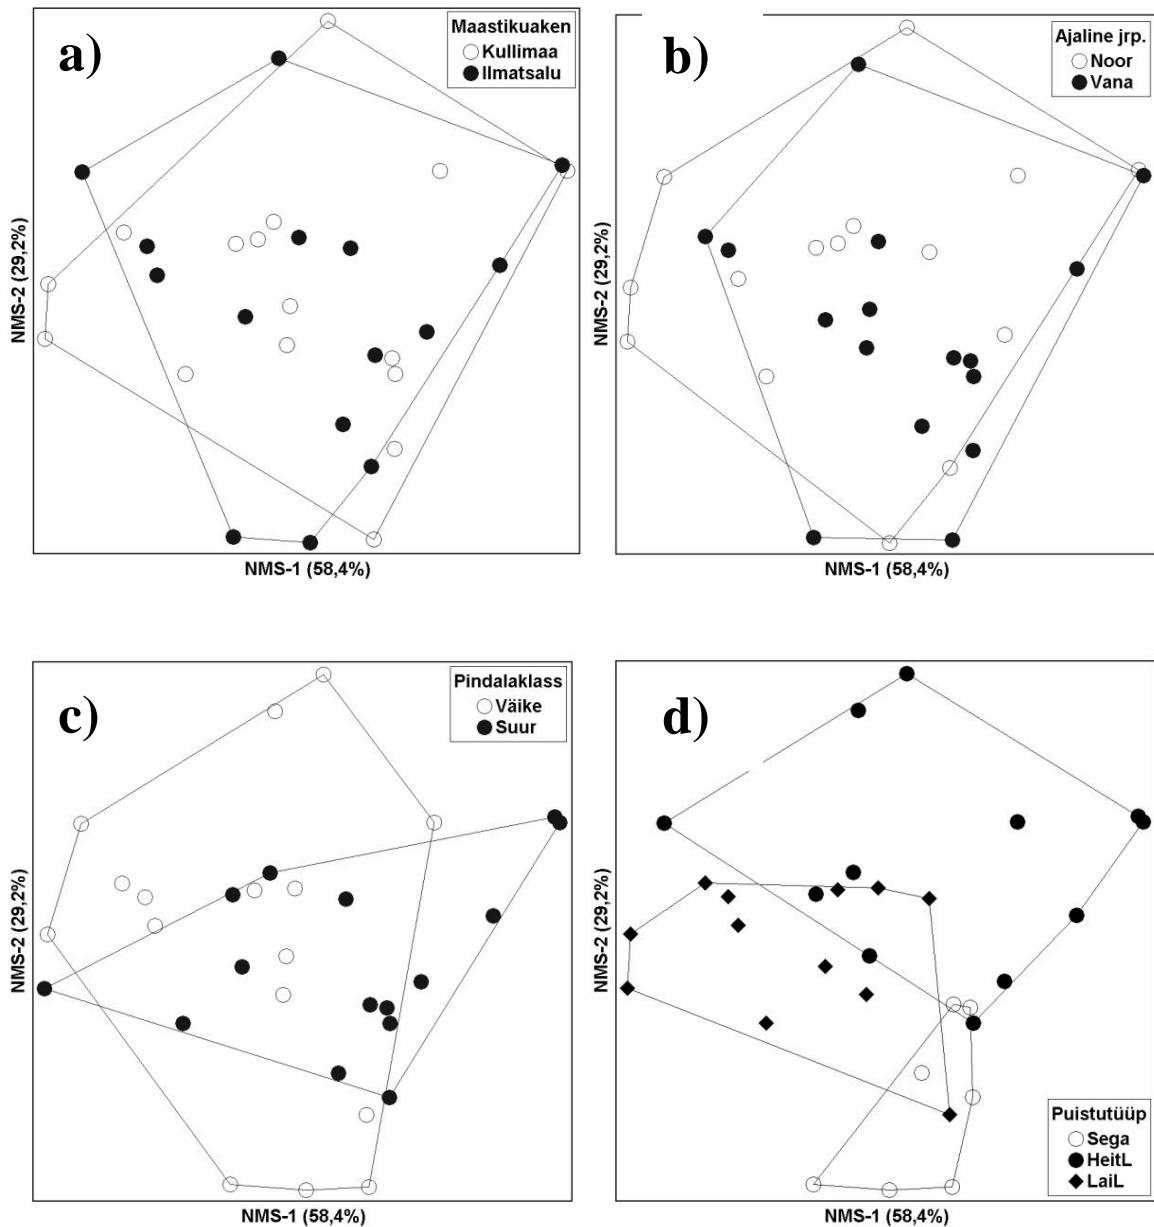 a)
Maastikuaken
Kullimaa
Ilmatsalu
NMS-2 (29,2%)
NMS-1 (58,4%)
b)
Ajaline jrp.
Noor
Vana
NMS-2 (29,2%)
NMS-1 (58,4%)
c)
Pindalaklass
Väike
Suur
NMS-2 (29,2%)
NMS-1 (58,4%)
d)
Puistutüüp
Sega
HeitL
LaiL
NMS-2 (29,2%)
NMS-1 (58,4%)